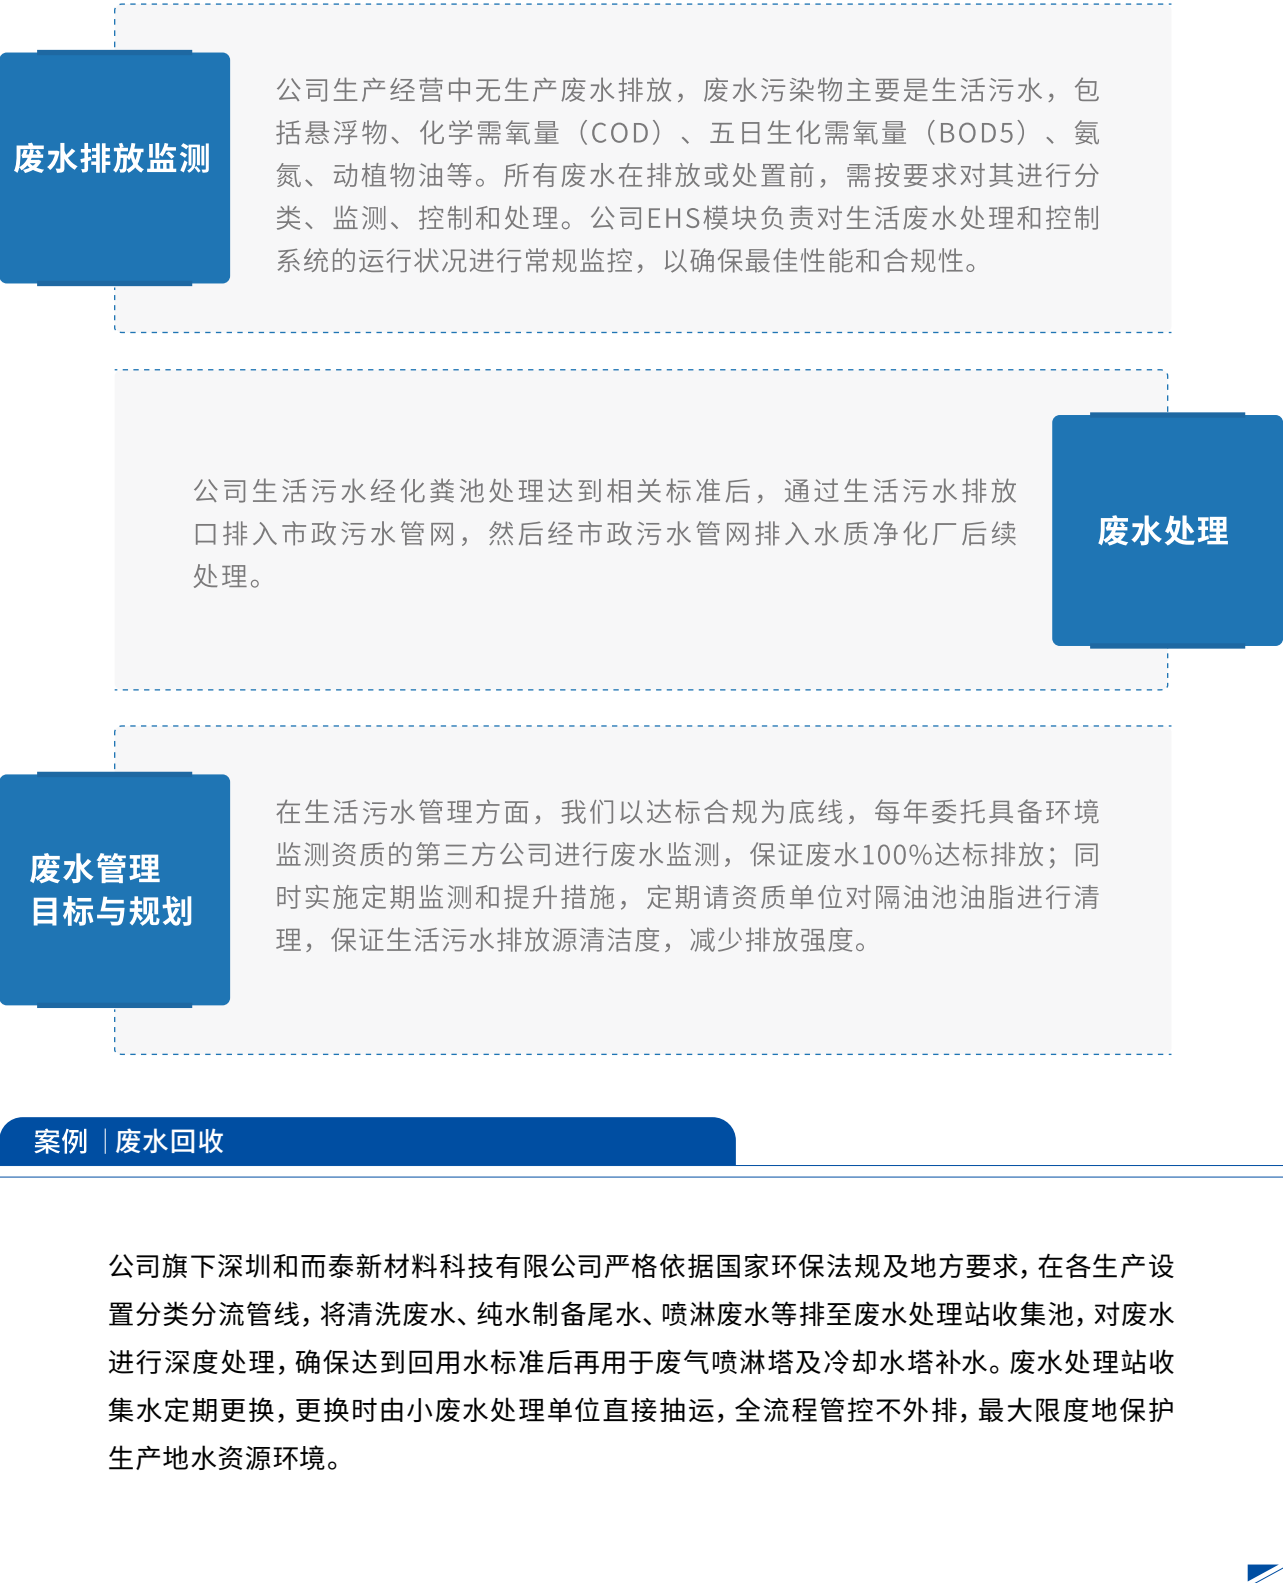 废水排放监测
公司生产经营中无生产废水排放，废水污染物主要是生活污水，包
括悬浮物、化学需氧量（COD）、五日生化需氧量（BOD5）、氨
氮、动植物油等。所有废水在排放或处置前，需按要求对其进行分
类、监测、控制和处理。公司EHS模块负责对生活废水处理和控制
系统的运行状况进行常规监控，以确保最佳性能和合规性。
公司生活污水经化粪池处理达到相关标准后，通过生活污水排放
口排入市政污水管网，然后经市政污水管网排入水质净化厂后续
处理。
废水处理
废水管理
目标与规划
在生活污水管理方面，我们以达标合规为底线，每年委托具备环境
监测资质的第三方公司进行废水监测，保证废水100%达标排放；同
时实施定期监测和提升措施，定期请资质单位对隔油池油脂进行清
理，保证生活污水排放源清洁度，减少排放强度。
案例｜废水回收
公司旗下深圳和而泰新材料科技有限公司严格依据国家环保法规及地方要求，在各生产设
置分类分流管线，将清洗废水、纯水制备尾水、喷淋废水等排至废水处理站收集池，对废水
进行深度处理，确保达到回用水标准后再用于废气喷淋塔及冷却水塔补水。废水处理站收
集水定期更换，更换时由小废水处理单位直接抽运，全流程管控不外排，最大限度地保护
生产地水资源环境。